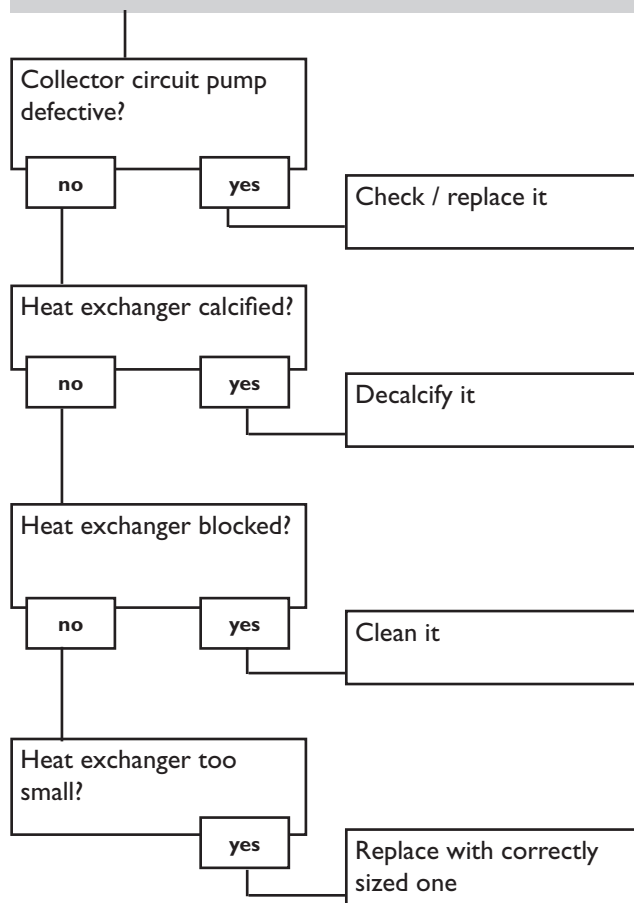 Collector circuit pump
defective?
no
yes
Check / replace it
Heat exchanger calcified?
no
yes
Decalcify it
Heat exchanger blocked?
no
yes
Clean it
Heat exchanger too
small?
yes
Replace with correctly
sized one